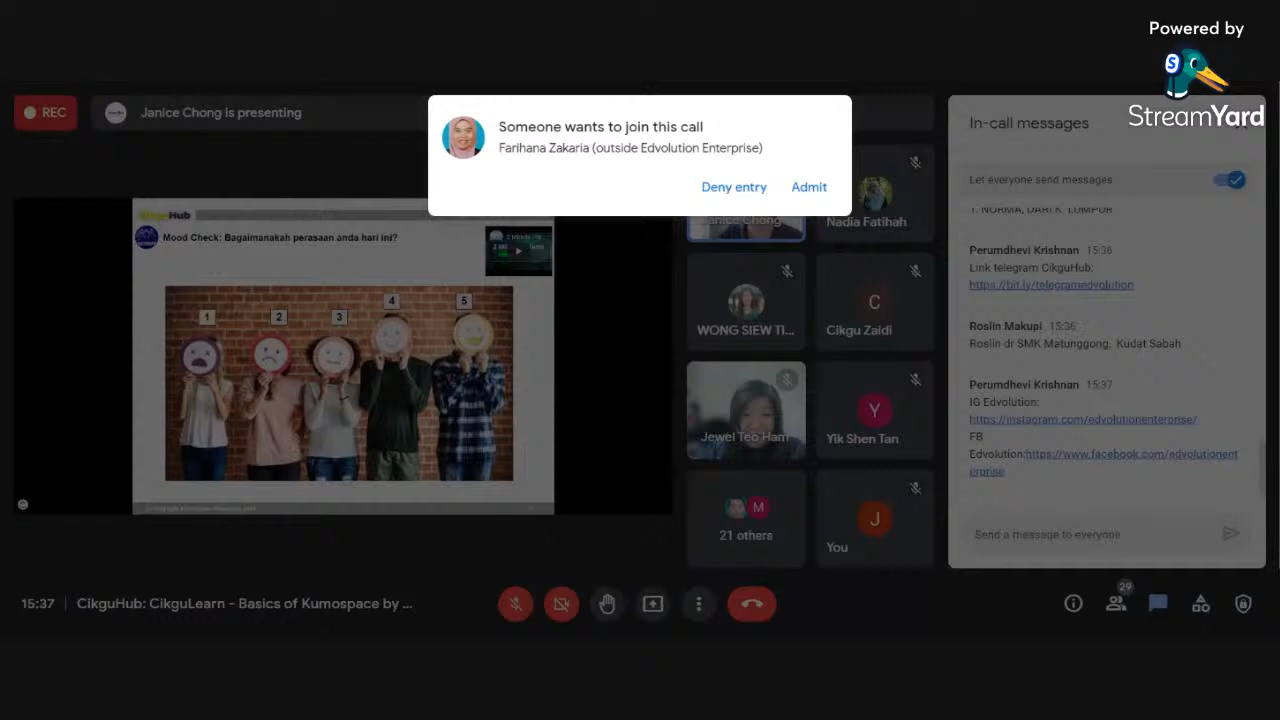 Powered by
StreamYard
REC
Janice Chong is presenting
Someone wants to join this call
Farihana Zakaria (outside Edvolution Enterprise)
Deny entry
Admit
Hub
Mood Check: Bagaimanakah perasaan anda hari ini?
1
2
3
4
5
Janice Chong
Nadia Fatihah
WONG SIEW TI...
C
Cikgu Zaidi
Jewel Teo Ham
Y
Yik Shen Tan
M
21 others
J
You
In-call messages
Let everyone send messages
1. NORMA, DARI K. LUMPUR
Perumdhevi Krishnan 15:36
Link telegram CikguHub:
https://bit.ly/telegramedvolution
Roslin Makupi 15:36
Roslin dr SMK Matunggong, Kudat Sabah
Perumdhevi Krishnan 15:37
IG Edvolution:
https://instagram.com/edvolutionenterprise/
FB
Edvolution:https://www.facebook.com/edvolutionent
erprise
Send a message to everyone
15:37
CikguHub: CikguLearn - Basics of Kumospace by ...
29